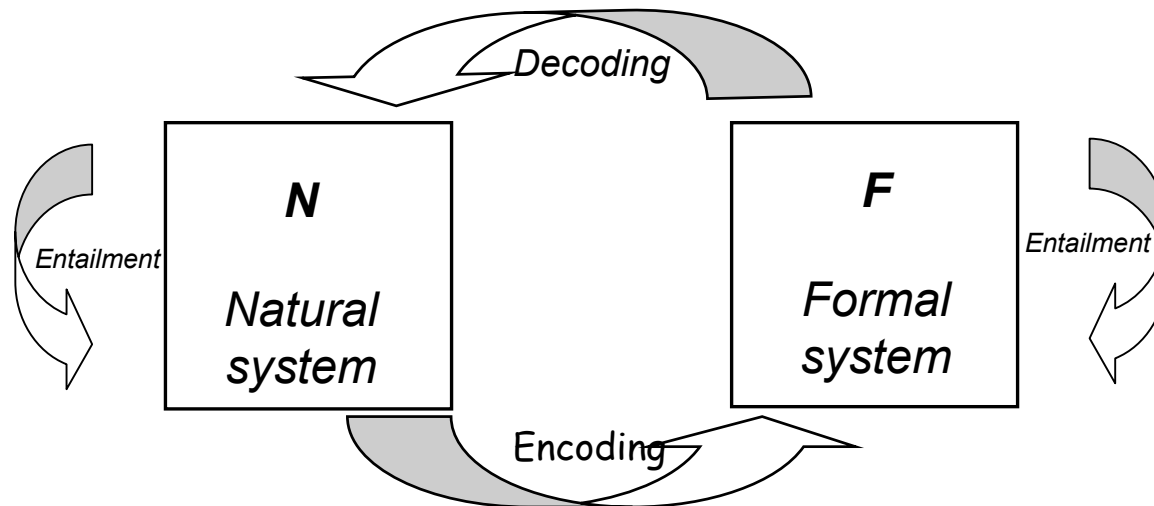 Decoding
N
F
Entailment
Entailment
Natural
system
Formal
system
Encoding